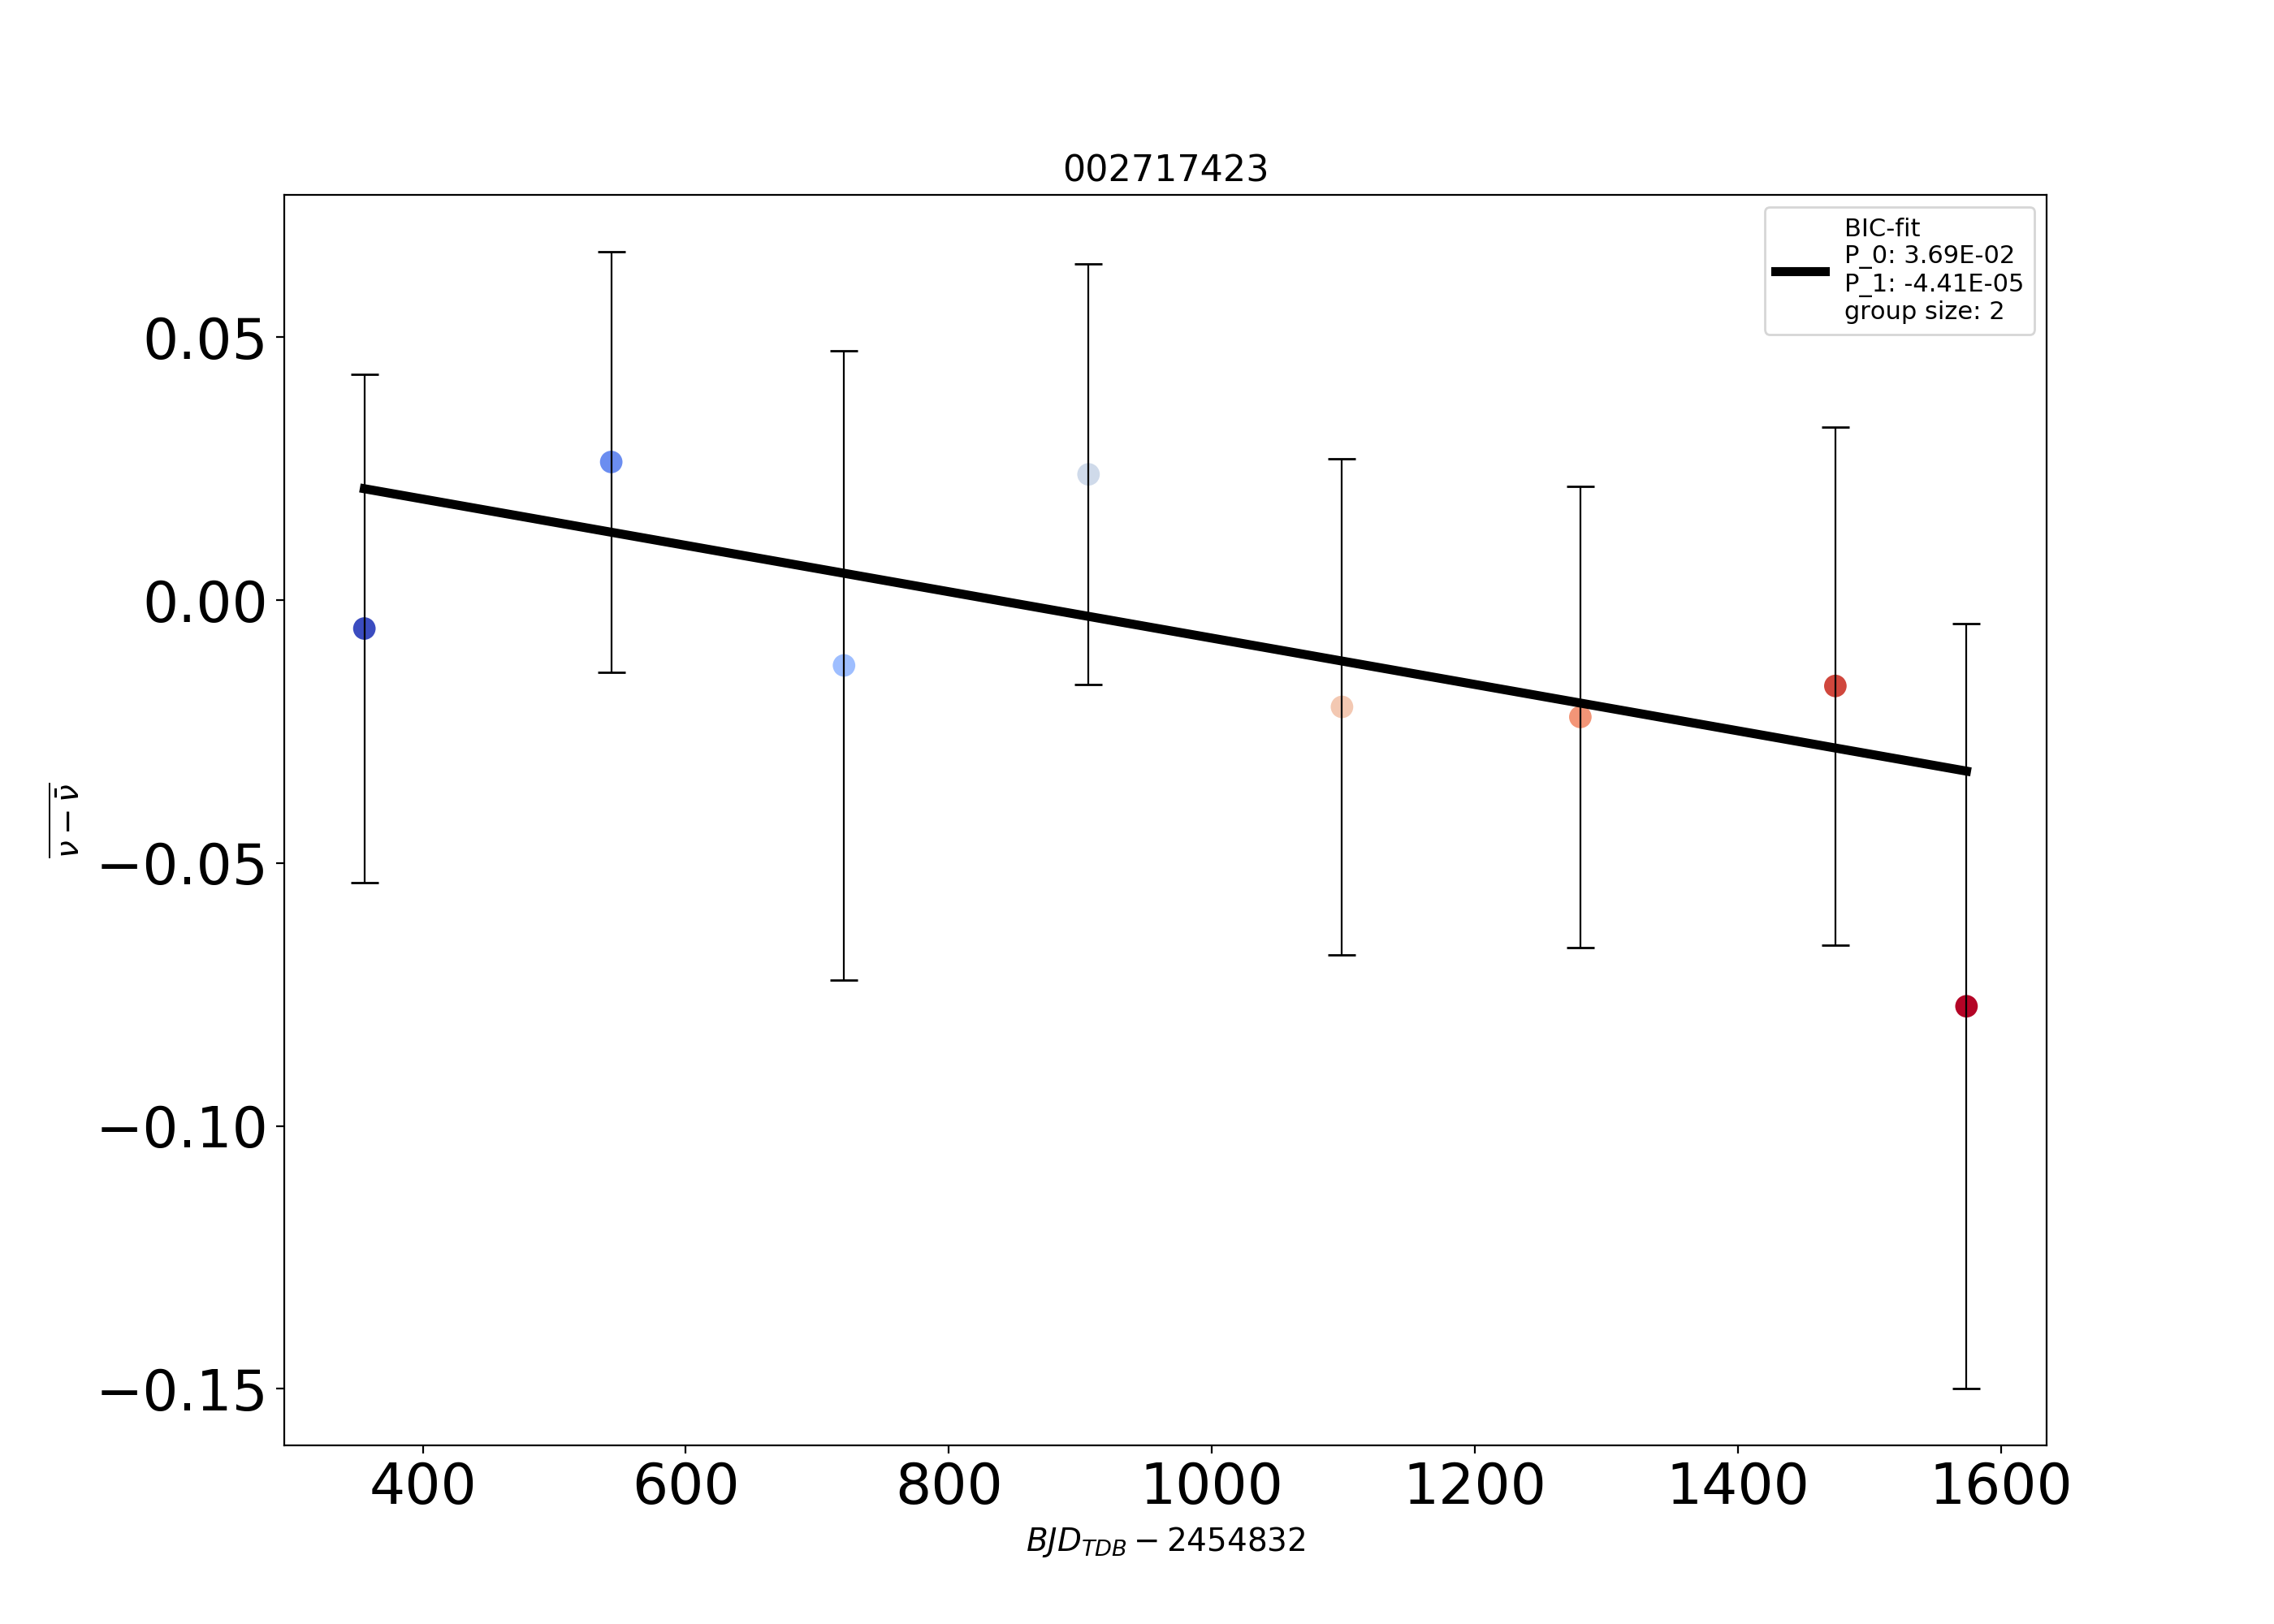 002717423
BIC-fit
P_0: 3.69E-02
P_1: -4.41E-05
group size: 2
0.05
0.00
−0.05
−0.10
−0.15
ν − ν̄
400 600 800 1000 1200 1400 1600
BJD_TDB − 2454832